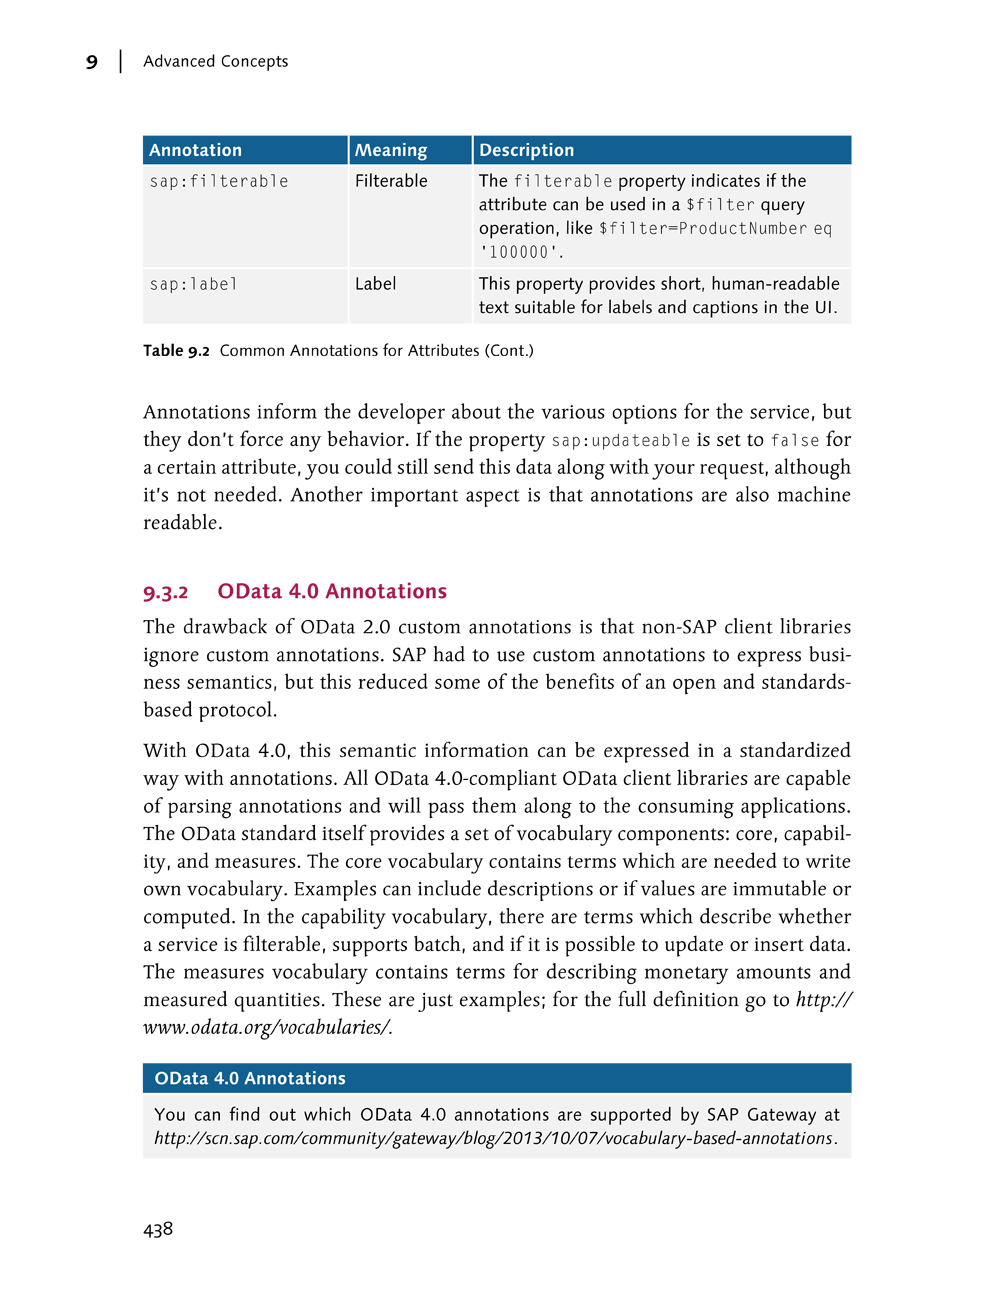 9 | Advanced Concepts
Annotation Meaning Description
sap:filterable Filterable The filterable property indicates if the
attribute can be used in a $filter query
operation, like $filter=ProductNumber eq
'100000'.
sap:label Label This property provides short, human-readable
text suitable for labels and captions in the UI.
Table 9.2 Common Annotations for Attributes (Cont.)
Annotations inform the developer about the various options for the service, but
they don't force any behavior. If the property sap:updateable is set to false for
a certain attribute, you could still send this data along with your request, although
it's not needed. Another important aspect is that annotations are also machine
readable.
9.3.2 OData 4.0 Annotations
The drawback of OData 2.0 custom annotations is that non-SAP client libraries
ignore custom annotations. SAP had to use custom annotations to express busi-
ness semantics, but this reduced some of the benefits of an open and standards-
based protocol.
With OData 4.0, this semantic information can be expressed in a standardized
way with annotations. All OData 4.0-compliant OData client libraries are capable
of parsing annotations and will pass them along to the consuming applications.
The OData standard itself provides a set of vocabulary components: core, capabil-
ity, and measures. The core vocabulary contains terms which are needed to write
own vocabulary. Examples can include descriptions or if values are immutable or
computed. In the capability vocabulary, there are terms which describe whether
a service is filterable, supports batch, and if it is possible to update or insert data.
The measures vocabulary contains terms for describing monetary amounts and
measured quantities. These are just examples; for the full definition go to http://
www.odata.org/vocabularies/.
OData 4.0 Annotations
You can find out which OData 4.0 annotations are supported by SAP Gateway at
http://scn.sap.com/community/gateway/blog/2013/10/07/vocabulary-based-annotations.
438